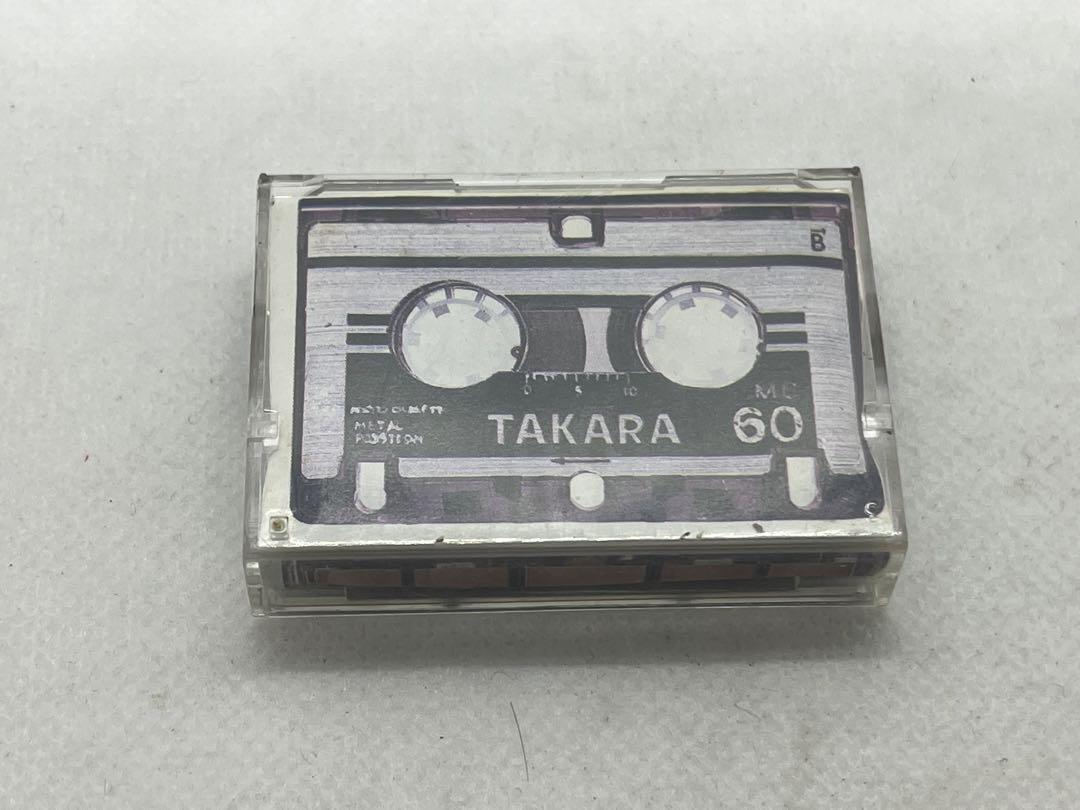 B
0 5 10
MC
TAKARA 60
METAL
POSITION